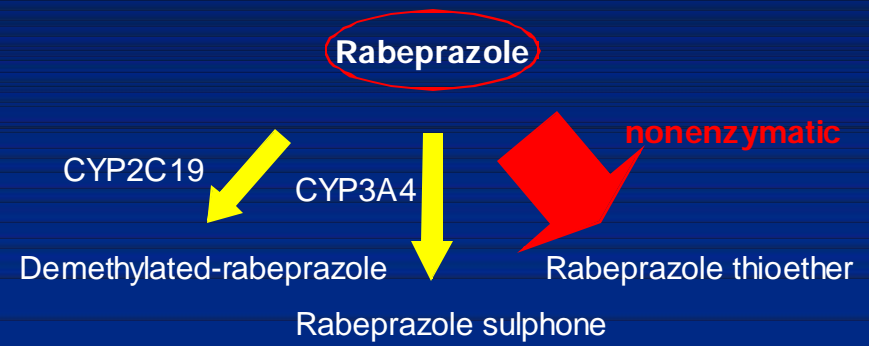 Rabeprazole
nonenzymatic
CYP2C19
CYP3A4
Demethylated-rabeprazole
Rabeprazole thioether
Rabeprazole sulphone